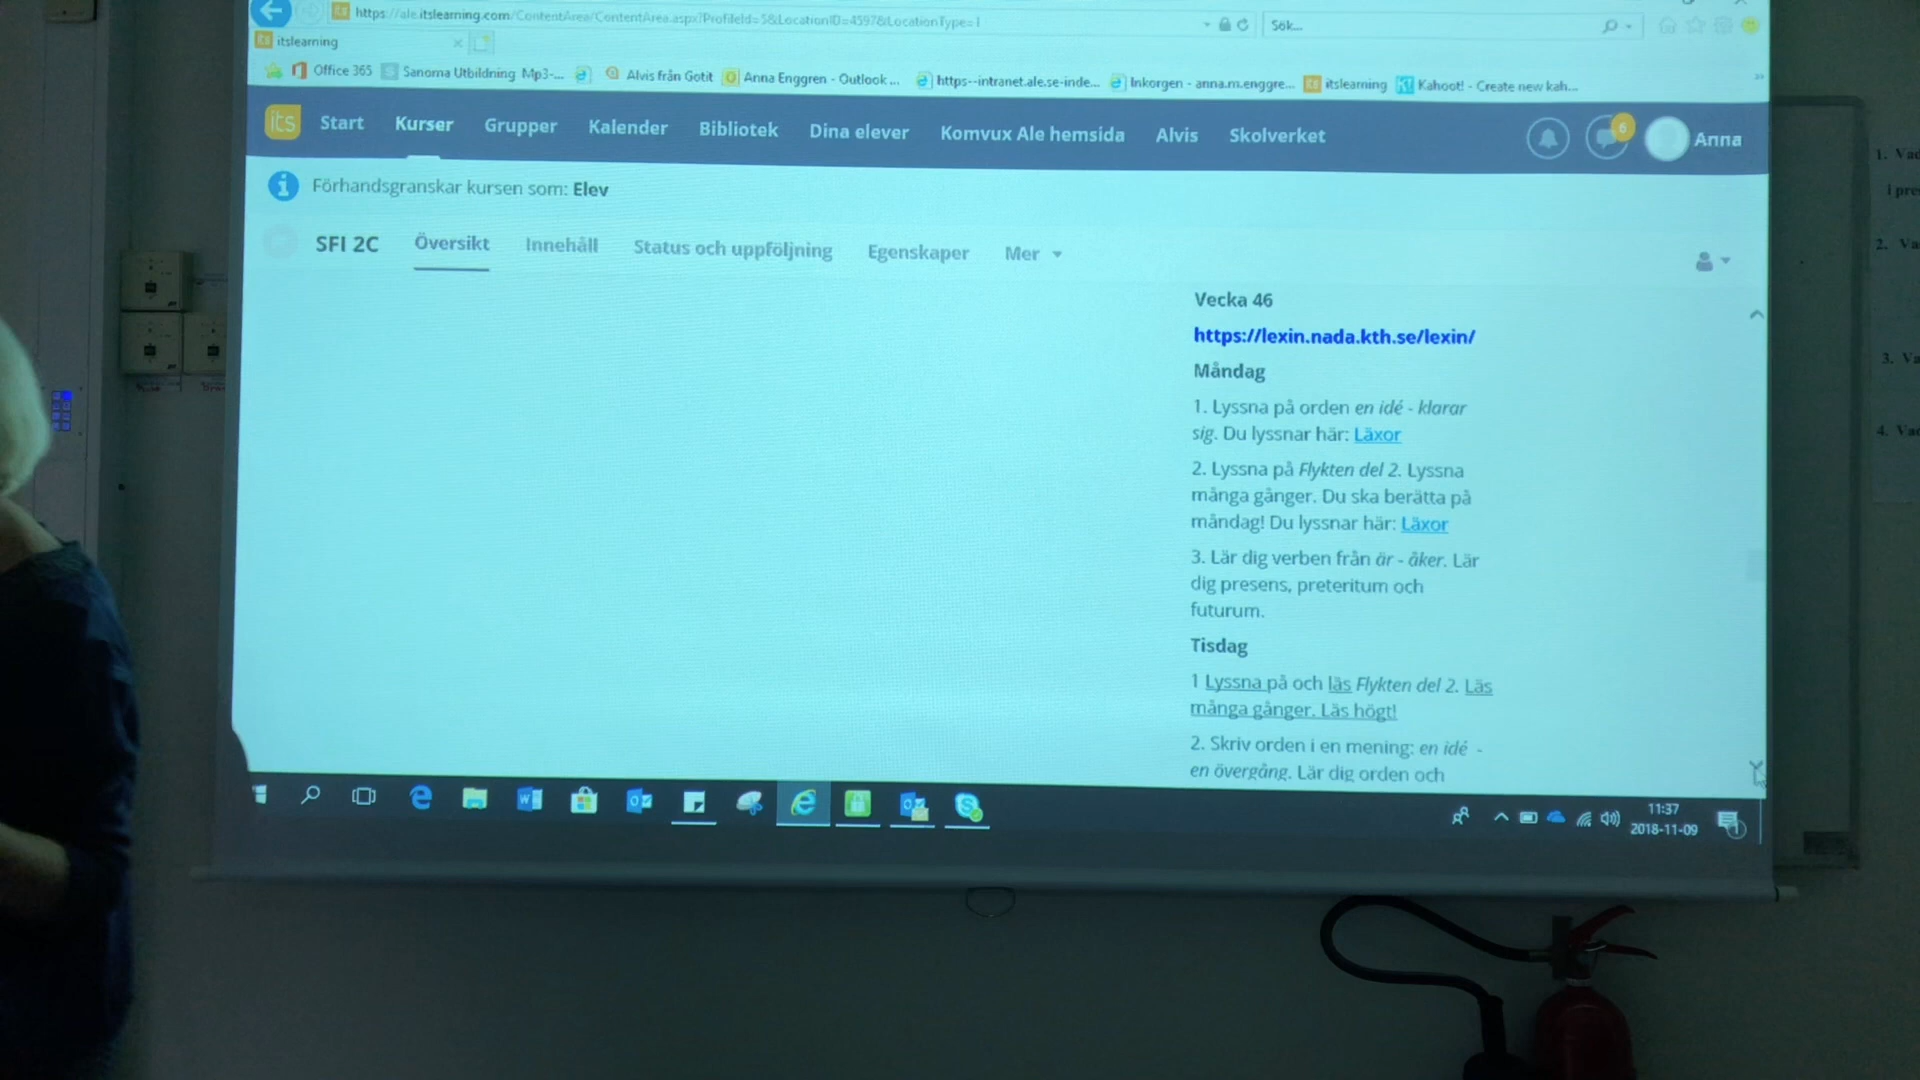 https://ale.itslearning.com/ContentArea/ContentArea.aspx?ProfileId=5&LocationID=4597&LocationType=1
Sök...
itslearning
Office 365 Sanoma Utbildning Mp3-... Alvis från Gotit Anna Enggren - Outlook ... https--intranet.ale.se-inde... Inkorgen - anna.m.enggre... itslearning Kahoot! - Create new kah...
its Start Kurser Grupper Kalender Bibliotek Dina elever Komvux Ale hemsida Alvis Skolverket 6 Anna
Förhandsgranskar kursen som: Elev
SFI 2C Översikt Innehåll Status och uppföljning Egenskaper Mer
Vecka 46
https://lexin.nada.kth.se/lexin/
Måndag
1. Lyssna på orden en idé - klarar
sig. Du lyssnar här: Läxor
2. Lyssna på Flykten del 2. Lyssna
många gånger. Du ska berätta på
måndag! Du lyssnar här: Läxor
3. Lär dig verben från är - åker. Lär
dig presens, preteritum och
futurum.
Tisdag
1 Lyssna på och läs Flykten del 2. Läs
många gånger. Läs högt!
2. Skriv orden i en mening: en idé -
en övergång. Lär dig orden och
11:37
2018-11-09
1.
i
2.
3.
4.